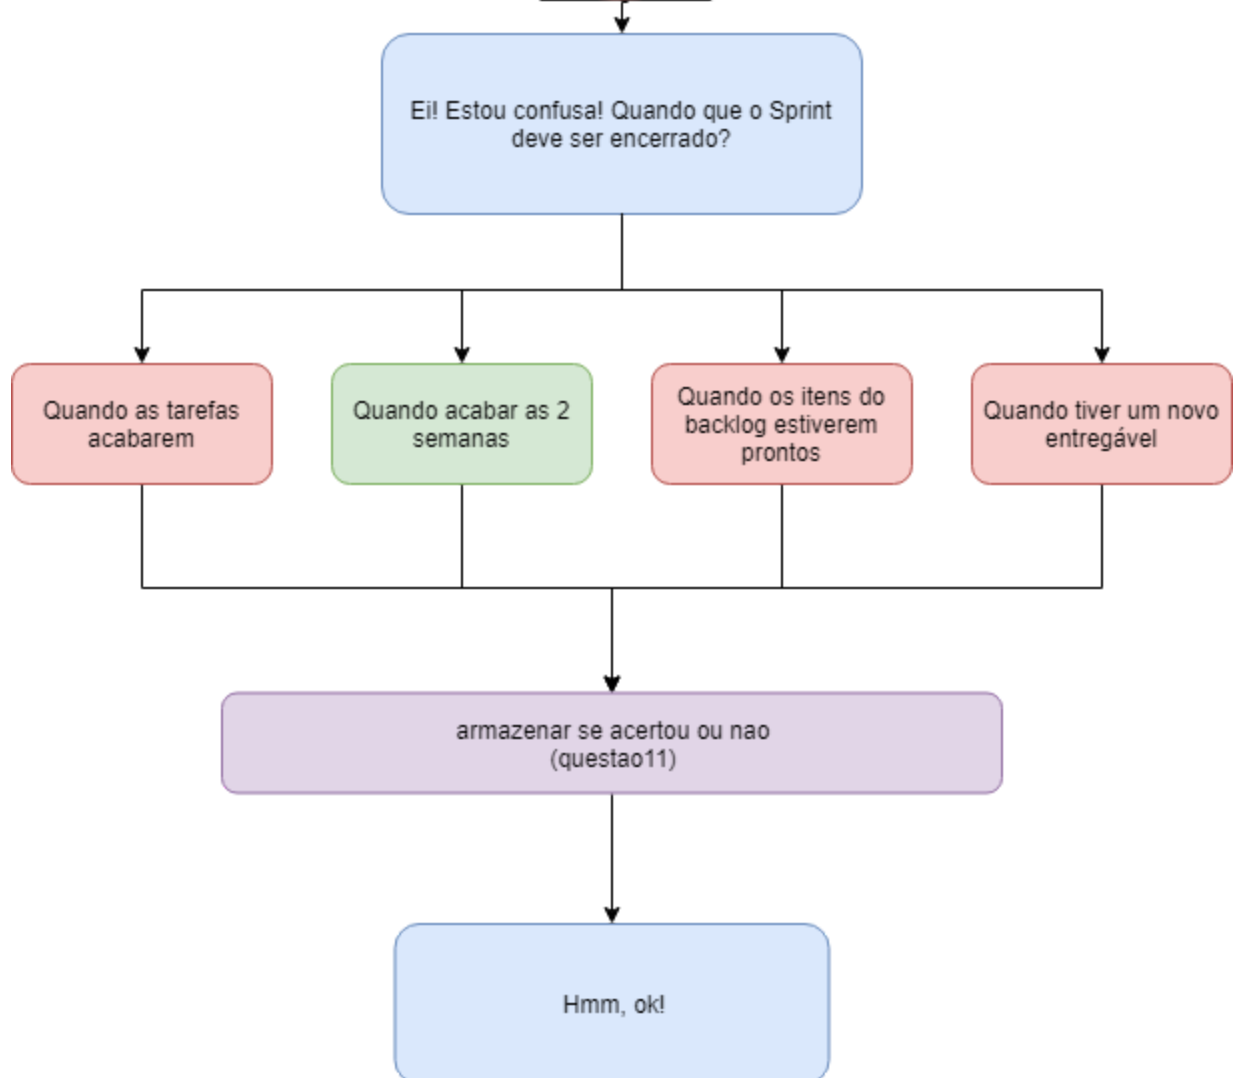 Ei! Estou confusa! Quando que o Sprint
deve ser encerrado?
Quando as tarefas
acabarem
Quando acabar as 2
semanas
Quando os itens do
backlog estiverem
prontos
Quando tiver um novo
entregável
armazenar se acertou ou nao
(questao11)
Hmm, ok!